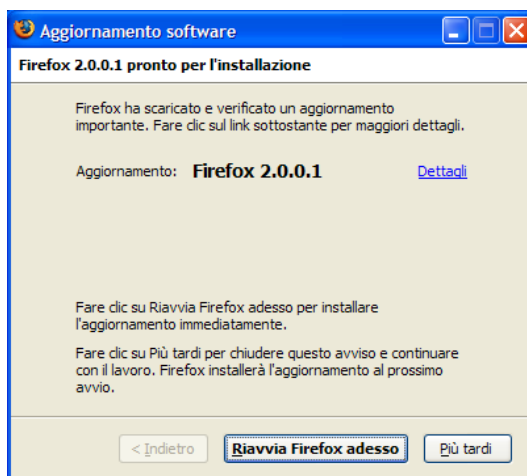 Aggiornamento software
Firefox 2.0.0.1 pronto per l'installazione
Firefox ha scaricato e verificato un aggiornamento
importante. Fare clic sul link sottostante per maggiori dettagli.
Aggiornamento: Firefox 2.0.0.1 Dettagli
Fare clic su Riavvia Firefox adesso per installare
l'aggiornamento immediatamente.
Fare clic su Più tardi per chiudere questo avviso e continuare
con il lavoro. Firefox installerà l'aggiornamento al prossimo
avvio.
< Indietro Riavvia Firefox adesso Più tardi